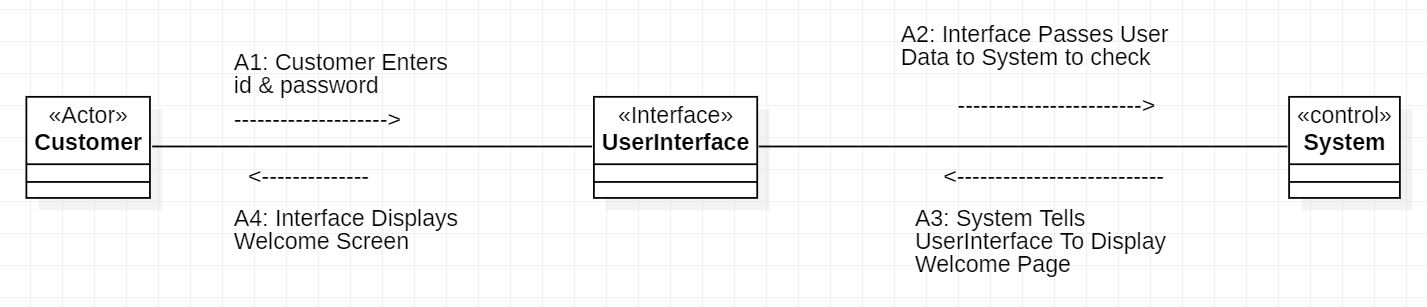 A1: Customer Enters
id & password
-------------------->
A2: Interface Passes User
Data to System to check
------------------------>
«Actor»
Customer
«Interface»
UserInterface
«control»
System
<--------------
A4: Interface Displays
Welcome Screen
<---------------------------
A3: System Tells
UserInterface To Display
Welcome Page